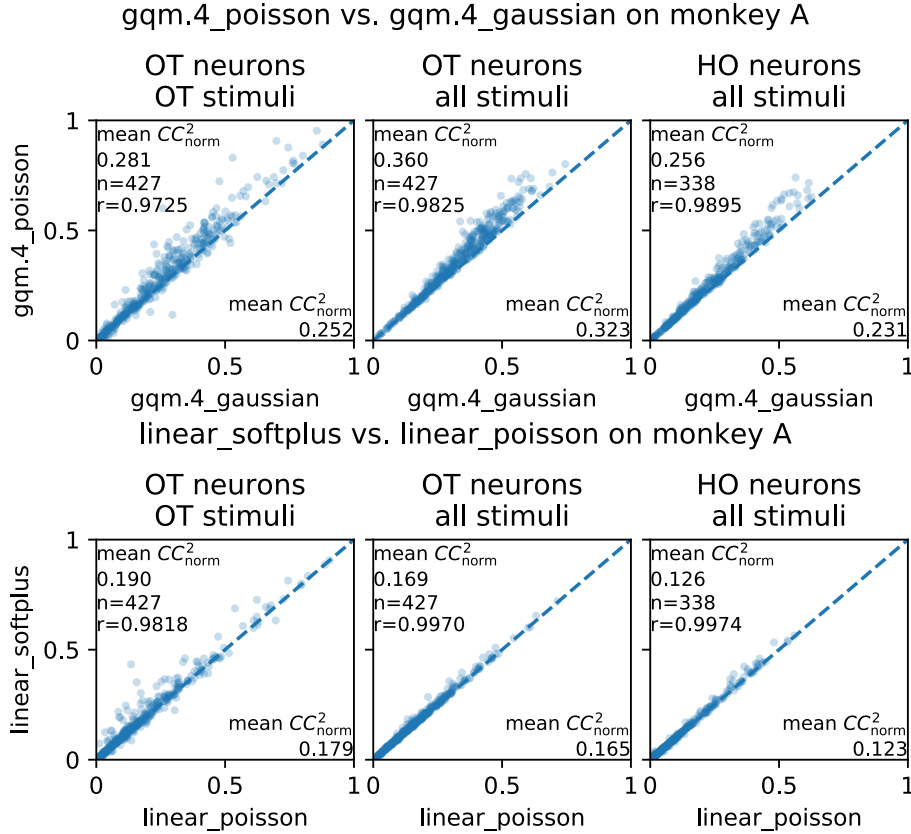 gqm.4_poisson vs. gqm.4_gaussian on monkey A
OT neurons
OT stimuli
OT neurons
all stimuli
HO neurons
all stimuli
gqm.4_poisson
1
0.5
0
mean CC²norm
0.281
n=427
r=0.9725
mean CC²norm
0.252
0
0.5
1
gqm.4_gaussian
mean CC²norm
0.360
n=427
r=0.9825
mean CC²norm
0.323
0
0.5
1
gqm.4_gaussian
mean CC²norm
0.256
n=338
r=0.9895
mean CC²norm
0.231
0
0.5
1
gqm.4_gaussian
linear_softplus vs. linear_poisson on monkey A
OT neurons
OT stimuli
OT neurons
all stimuli
HO neurons
all stimuli
linear_softplus
1
0.5
0
mean CC²norm
0.190
n=427
r=0.9818
mean CC²norm
0.179
0
0.5
1
linear_poisson
mean CC²norm
0.169
n=427
r=0.9970
mean CC²norm
0.165
0
0.5
1
linear_poisson
mean CC²norm
0.126
n=338
r=0.9974
mean CC²norm
0.123
0
0.5
1
linear_poisson